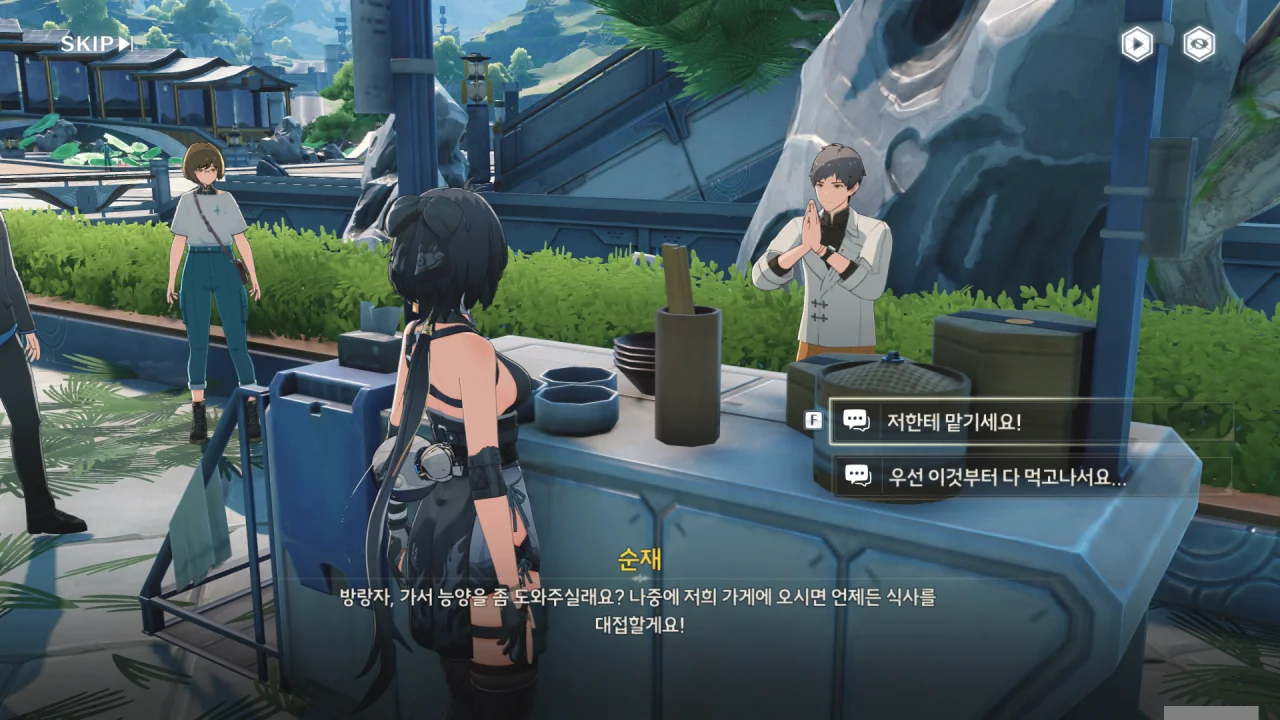 SKIP
F
저한테 맡기세요!
우선 이것부터 다 먹고나서요...
순재
방랑자, 가서 능양을 좀 도와주실래요? 나중에 저희 가게에 오시면 언제든 식사를
대접할게요!